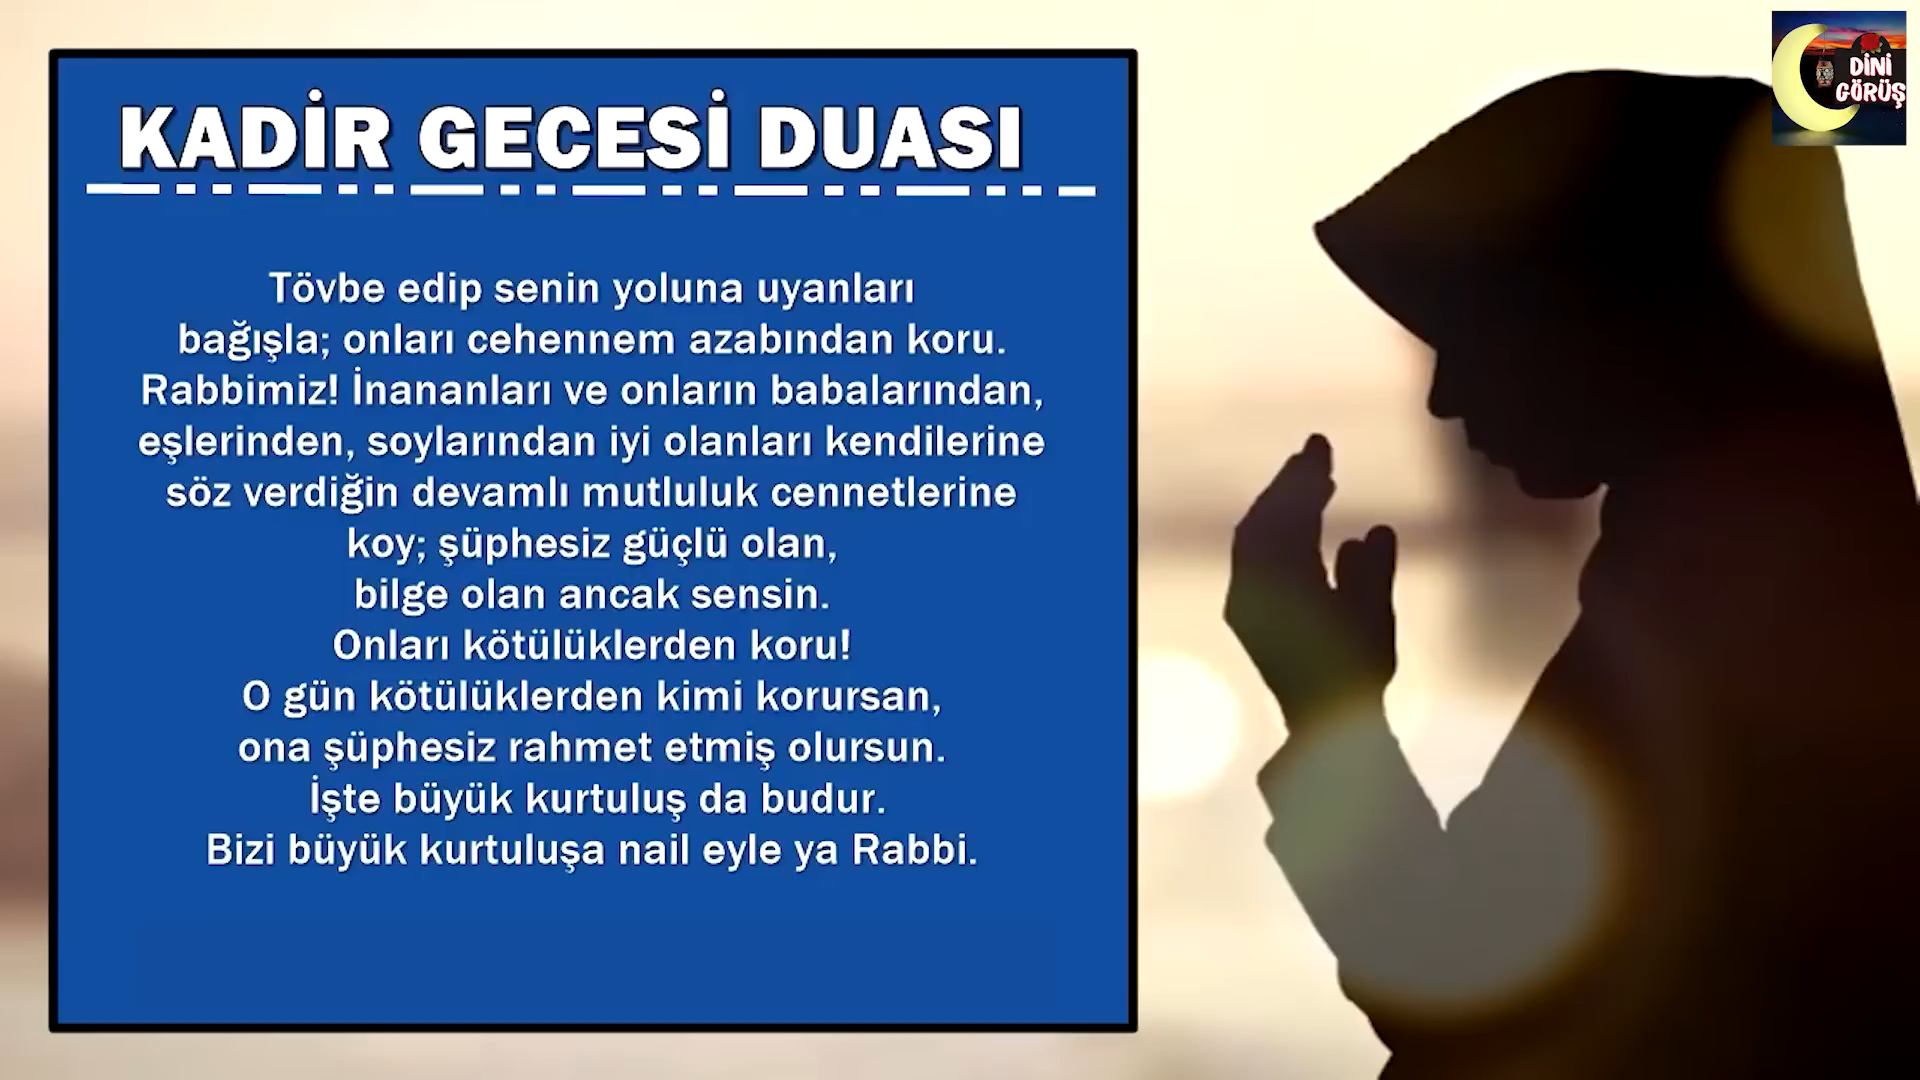 KADİR GECESİ DUASI
Tövbe edip senin yoluna uyanları
bağışla; onları cehennem azabından koru.
Rabbimiz! İnananları ve onların babalarından,
eşlerinden, soylarından iyi olanları kendilerine
söz verdiğin devamlı mutluluk cennetlerine
koy; şüphesiz güçlü olan,
bilge olan ancak sensin.
Onları kötülüklerden koru!
O gün kötülüklerden kimi korursan,
ona şüphesiz rahmet etmiş olursun.
İşte büyük kurtuluş da budur.
Bizi büyük kurtuluşa nail eyle ya Rabbi.
DİNİ
GÖRÜŞ